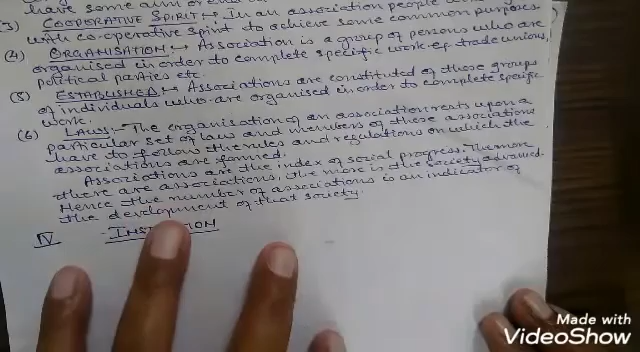 have some aim or
(3) COOPERATIVE SPIRIT :- In an association people
with co-operative spirit to achieve some common purposes
(4) ORGANISATION :- Association is a group of persons who are
organised in order to complete specific work e.g. trade unions,
political parties etc.
(5) ESTABLISHED :- Associations are constituted of those groups
of individuals who are organised in order to complete specific
work.
(6) LAWS :- The organisation of an association rests upon a
particular set of law and members of these associations
have to follow the rules and regulations on which the
associations are formed.
Associations are the index of social progress. The more
there are associations, the more is the society advanced.
Hence the number of associations is an indicator of
the development of that society.
IV
Made with
VideoShow